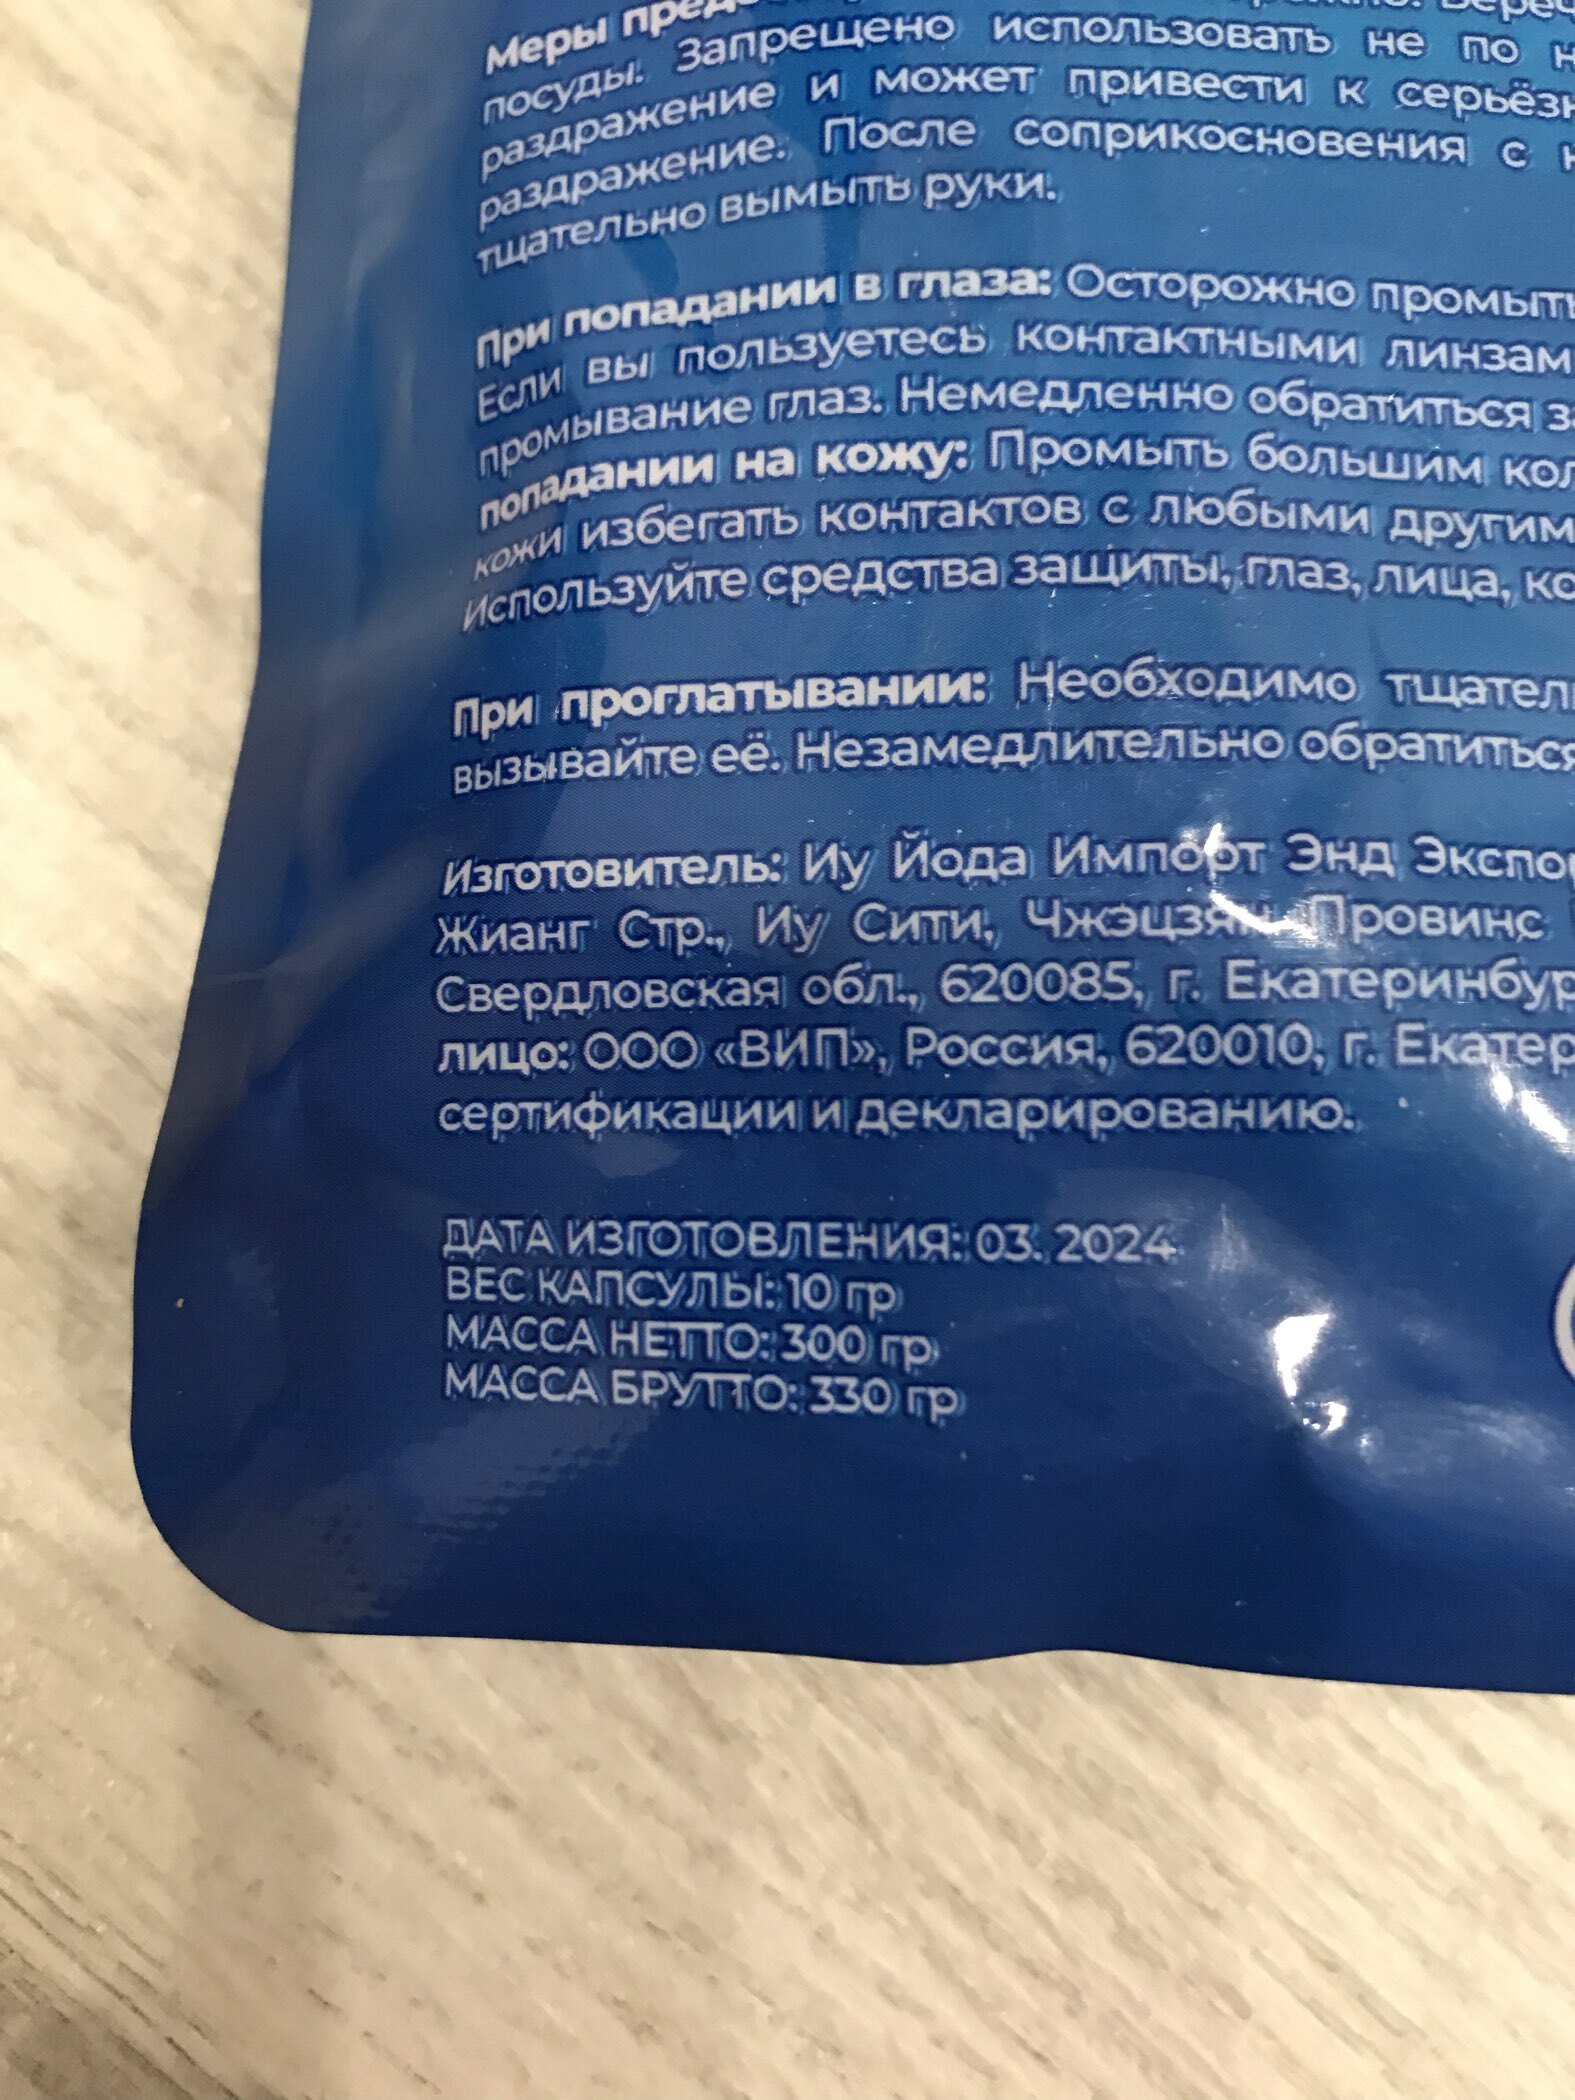 Меры
посуды. Запрещено использовать не по
раздражение и может привести к
раздражение. После соприкосновения с
тщательно вымыть руки.
При попадании в глаза: Осторожно
Если вы пользуетесь контактными
промывание глаз. Немедленно обратиться
попадании на кожу: Промыть большим
кожи избегать контактов с любыми
Используйте средства защиты, глаз, лица,
При проглатывании: Необходимо
вызывайте её. Незамедлительно обратиться
Изготовитель: Иу Йода Импорт Энд
Жианг Стр., Иу Сити, Чжэцзян Провинс
Свердловская обл., 620085, г.
лицо: ООО «ВИП», Россия, 620010, г.
сертификации и декларированию.
ДАТА ИЗГОТОВЛЕНИЯ: 03. 2024
ВЕС КАПСУЛЫ: 10 гр
МАССА НЕТТО: 300 гр
МАССА БРУТТО: 330 гр